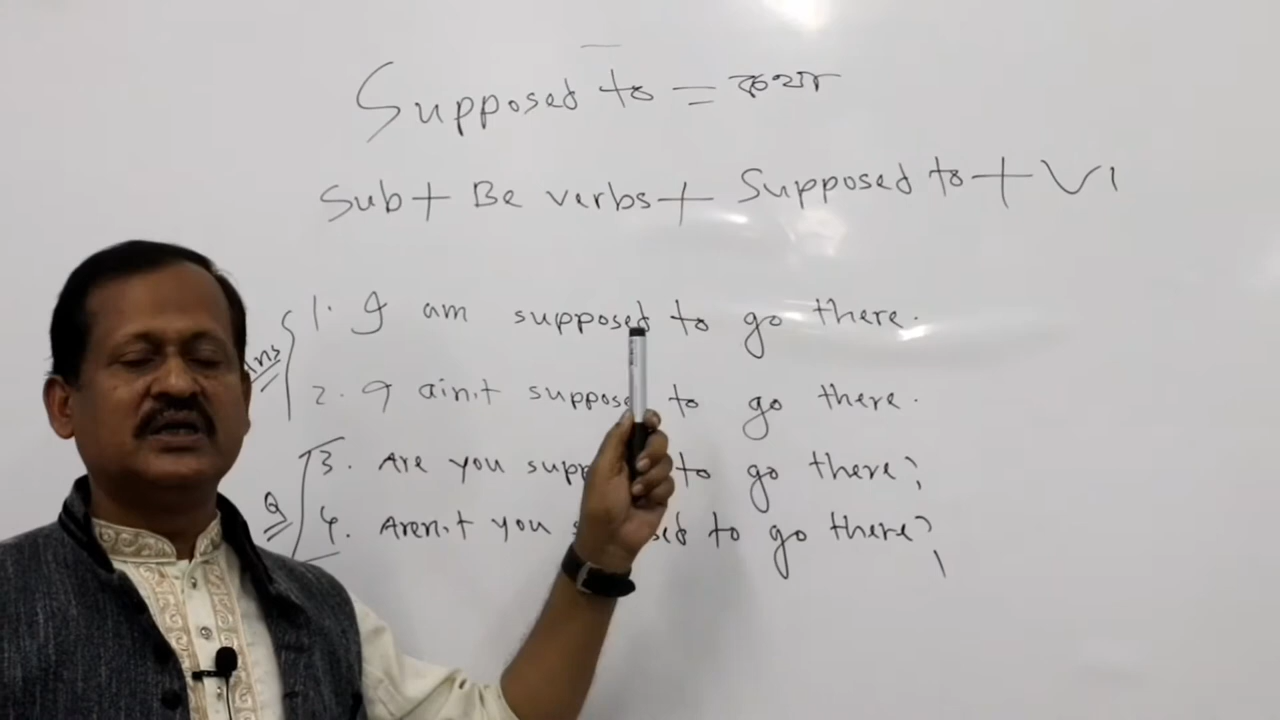 Supposed to = কথা
Sub + Be verbs + Supposed to + V1
Ans
1. I am supposed to go there.
2. I ain't suppose to go there.
Q
3. Are you supp to go there?
4. Aren't you sed to go there?